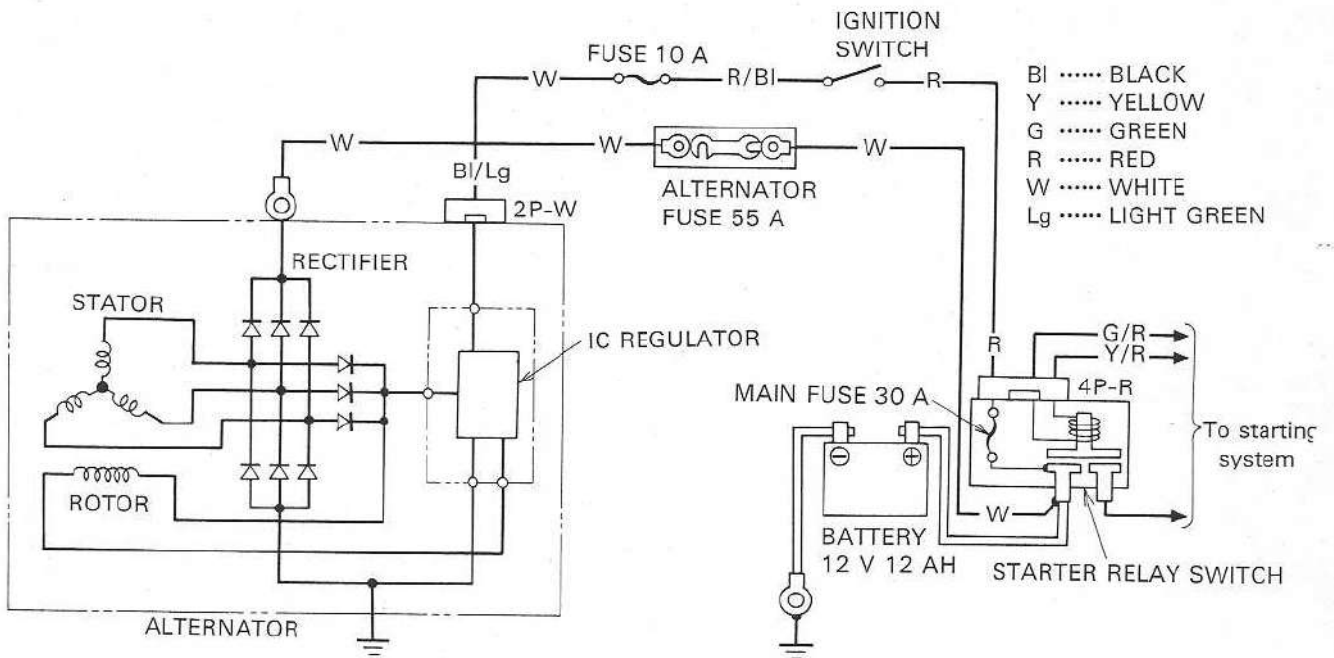 IGNITION
SWITCH
FUSE 10 A
W
R/Bl
R
Bl ...... BLACK
Y ...... YELLOW
G ...... GREEN
R ...... RED
W ...... WHITE
Lg ...... LIGHT GREEN
W
W
W
Bl/Lg
ALTERNATOR
FUSE 55 A
2P-W
RECTIFIER
STATOR
IC REGULATOR
G/R
Y/R
R
4P-R
MAIN FUSE 30 A
To starting
system
ROTOR
W
BATTERY
12 V 12 AH
STARTER RELAY SWITCH
ALTERNATOR